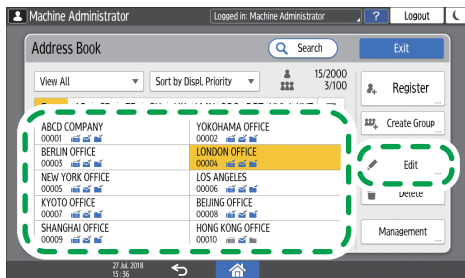 Machine Administrator
Logged in: Machine Administrator
?
Logout
Address Book
Search
Exit
View All
Sort by Displ. Priority
15/2000
3/100
Register
Create Group
ABCD COMPANY
00001
YOKOHAMA OFFICE
00002
BERLIN OFFICE
00003
LONDON OFFICE
00004
Edit
NEW YORK OFFICE
00005
LOS ANGELES
00006
Delete
KYOTO OFFICE
00007
BEIJING OFFICE
00008
SHANGHAI OFFICE
00009
HONG KONG OFFICE
00010
Management
27 Jul. 2018
15:36